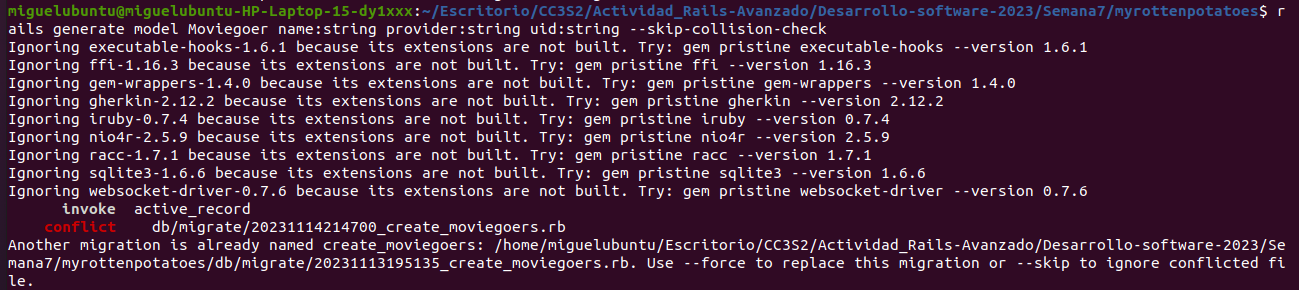 miguelubuntu@miguelubuntu-HP-Laptop-15-dy1xxx:~/Escritorio/CC3S2/Actividad_Rails-Avanzado/Desarrollo-software-2023/Semana7/myrottenpotatoes$ r
ails generate model Moviegoer name:string provider:string uid:string --skip-collision-check
Ignoring executable-hooks-1.6.1 because its extensions are not built. Try: gem pristine executable-hooks --version 1.6.1
Ignoring ffi-1.16.3 because its extensions are not built. Try: gem pristine ffi --version 1.16.3
Ignoring gem-wrappers-1.4.0 because its extensions are not built. Try: gem pristine gem-wrappers --version 1.4.0
Ignoring gherkin-2.12.2 because its extensions are not built. Try: gem pristine gherkin --version 2.12.2
Ignoring iruby-0.7.4 because its extensions are not built. Try: gem pristine iruby --version 0.7.4
Ignoring nio4r-2.5.9 because its extensions are not built. Try: gem pristine nio4r --version 2.5.9
Ignoring racc-1.7.1 because its extensions are not built. Try: gem pristine racc --version 1.7.1
Ignoring sqlite3-1.6.6 because its extensions are not built. Try: gem pristine sqlite3 --version 1.6.6
Ignoring websocket-driver-0.7.6 because its extensions are not built. Try: gem pristine websocket-driver --version 0.7.6
invoke active_record
conflict db/migrate/20231114214700_create_moviegoers.rb
Another migration is already named create_moviegoers: /home/miguelubuntu/Escritorio/CC3S2/Actividad_Rails-Avanzado/Desarrollo-software-2023/Se
mana7/myrottenpotatoes/db/migrate/20231113195135_create_moviegoers.rb. Use --force to replace this migration or --skip to ignore conflicted fi
le.